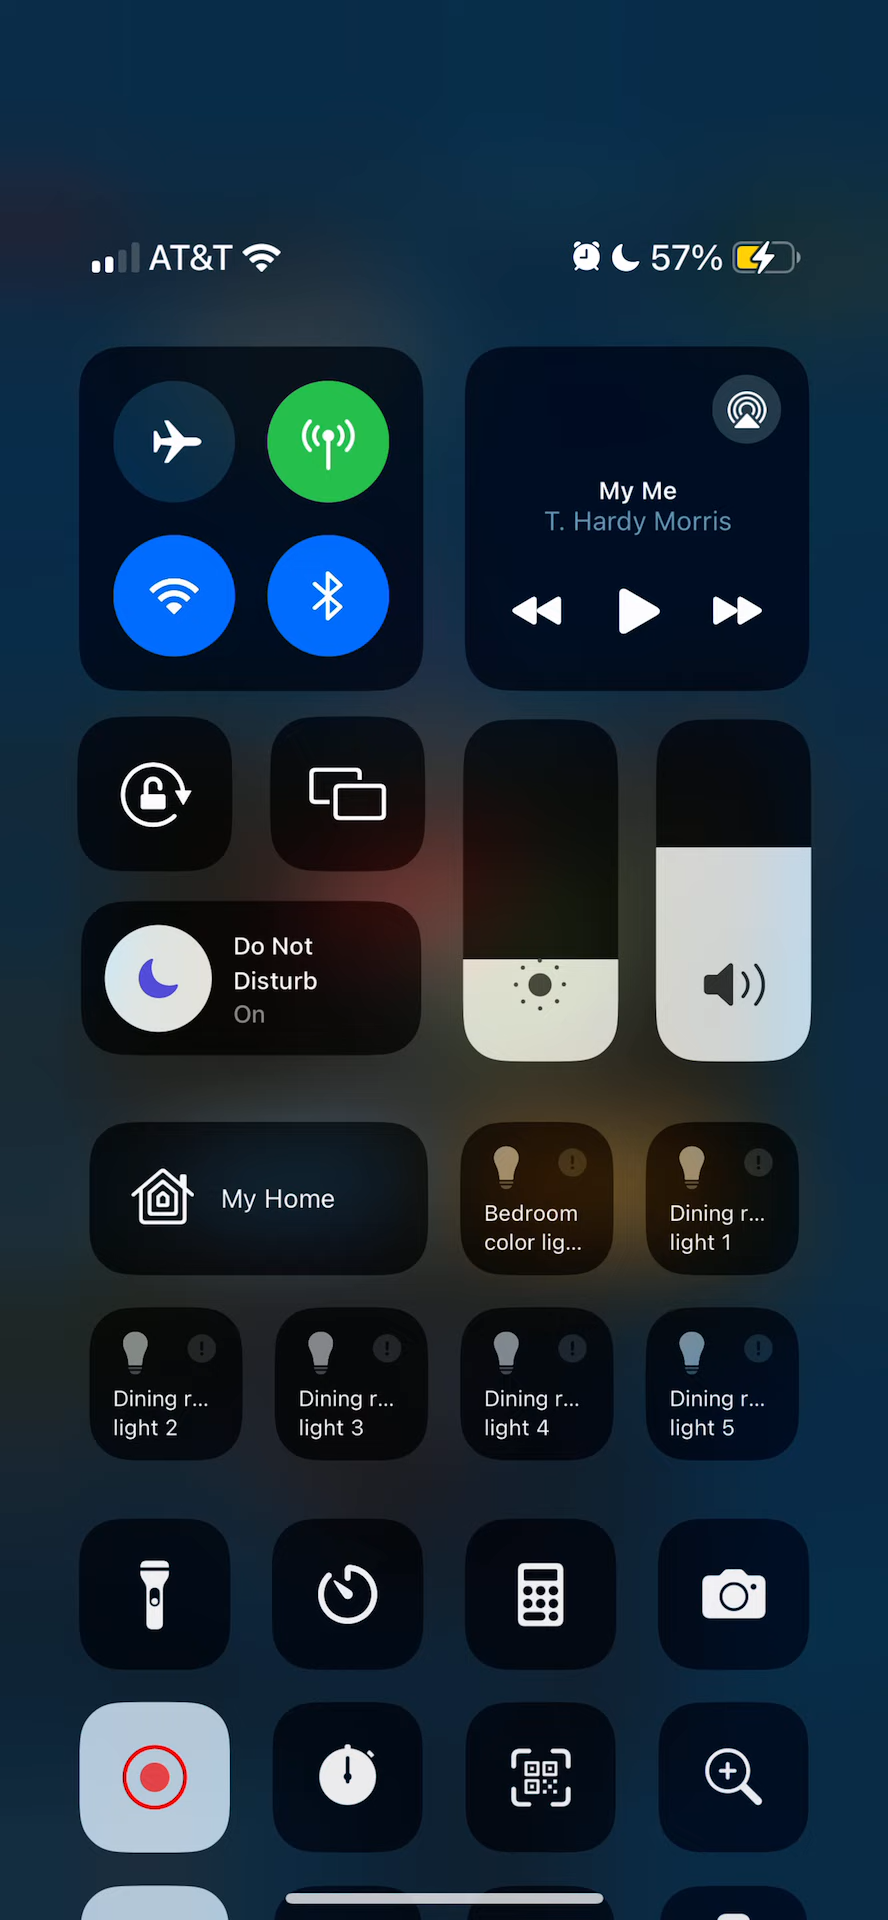 AT&T 57%
My Me
T. Hardy Morris
Do Not
Disturb
On
My Home
Bedroom
color lig...
Dining r...
light 1
Dining r...
light 2
Dining r...
light 3
Dining r...
light 4
Dining r...
light 5